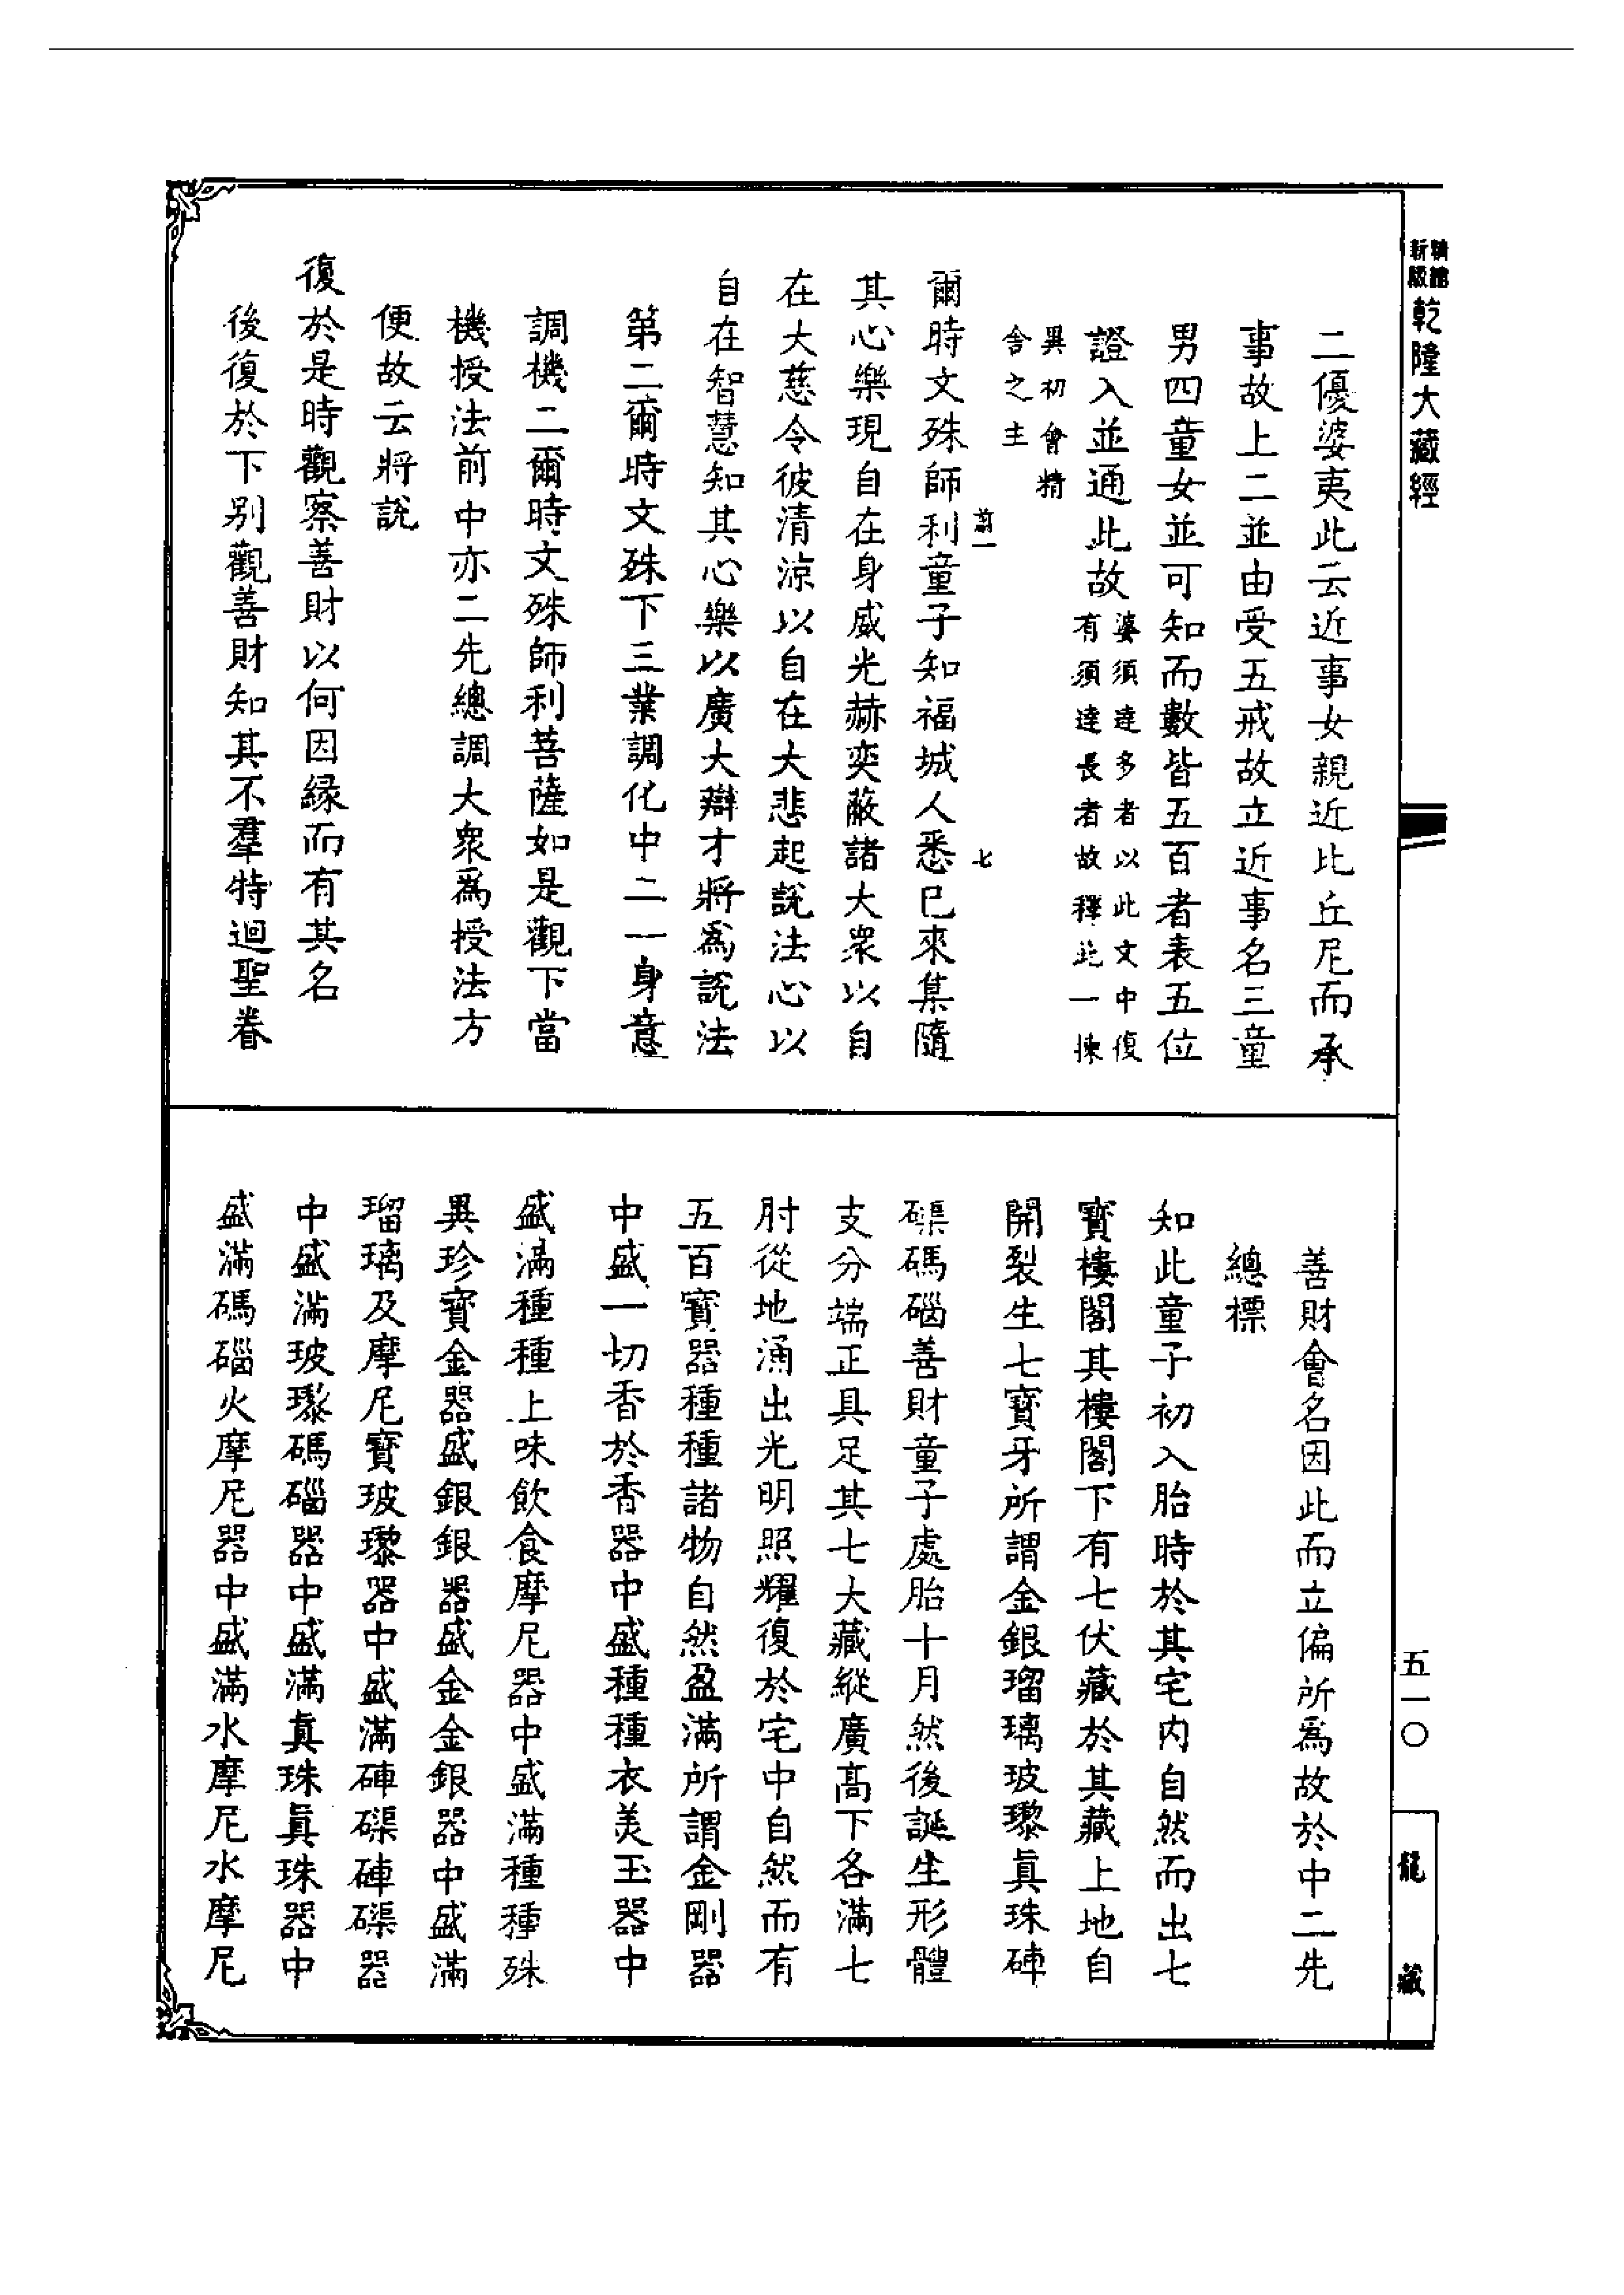 新編縮版 乾隆大藏經
二優婆夷此云近事女親近比丘尼而承
事故上二並由受五戒故立近事名三童
男四童女並可知而數皆五百者表五位
證入並通此故婆須達多者以此文中復
有須達長者故釋此一揀
異初會精
舍之主
爾時文殊師利童子知福城人悉已來集隨
其心樂現自在身威光赫奕蔽諸大眾以自
在大慈令彼清涼以自在大悲起說法心以
自在智慧知其心樂以廣大辯才將為說法
第二爾時文殊下三業調化中二一身意
調機二爾時文殊師利菩薩如是觀下當
機授法前中亦二先總調大衆為授法方
便故云將說
復於是時觀察善財以何因緣而有其名
後復於下別觀善財知其不羣特迴聖眷
善財會名因此而立偏所為故於中二先
總標
知此童子初入胎時於其宅內自然而出七
寶樓閣其樓閣下有七伏藏於其藏上地自
開裂生七寶牙所謂金銀瑠璃玻瓈真珠硨
磲碼碯善財童子處胎十月然後誕生形體
支分端正具足其七大藏縱廣高下各滿七
肘從地涌出光明照耀復於宅中自然而有
五百寶器種種諸物自然盈滿所謂金剛器
中盛一切香於香器中盛種種衣美玉器中
盛滿種種上味飲食摩尼器中盛滿種種殊
異珍寶金器盛銀銀器盛金金銀器中盛滿
瑠璃及摩尼寶玻瓈器中盛滿硨磲硨磲器
中盛滿玻瓈碼碯器中盛滿真珠真珠器中
盛滿碼碯火摩尼器中盛滿水摩尼水摩尼
五一〇
龍藏